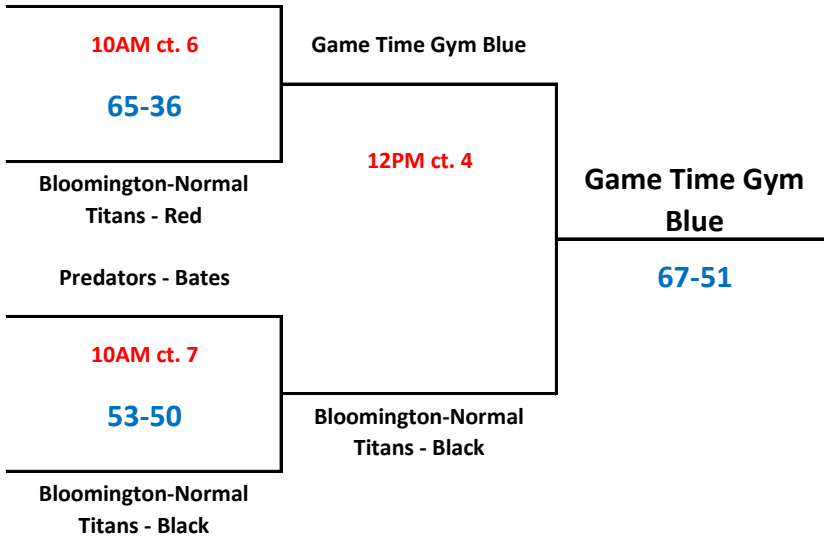 10AM ct. 6
Game Time Gym Blue
65-36
12PM ct. 4
Bloomington-Normal
Titans - Red
Game Time Gym
Blue
Predators - Bates
67-51
10AM ct. 7
53-50
Bloomington-Normal
Titans - Black
Bloomington-Normal
Titans - Black